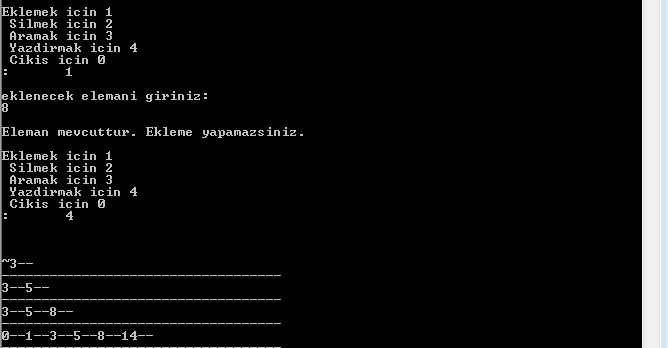 Eklemek icin 1
Silmek icin 2
Aramak icin 3
Yazdirmak icin 4
Cikis icin 0
:       1
eklenecek elemani giriniz:
8
Eleman mevcuttur. Ekleme yapamazsiniz.
Eklemek icin 1
Silmek icin 2
Aramak icin 3
Yazdirmak icin 4
Cikis icin 0
:       4
~3--
-----------------------------------
3--5--
-----------------------------------
3--5--8--
-----------------------------------
0--1--3--5--8--14--
-----------------------------------